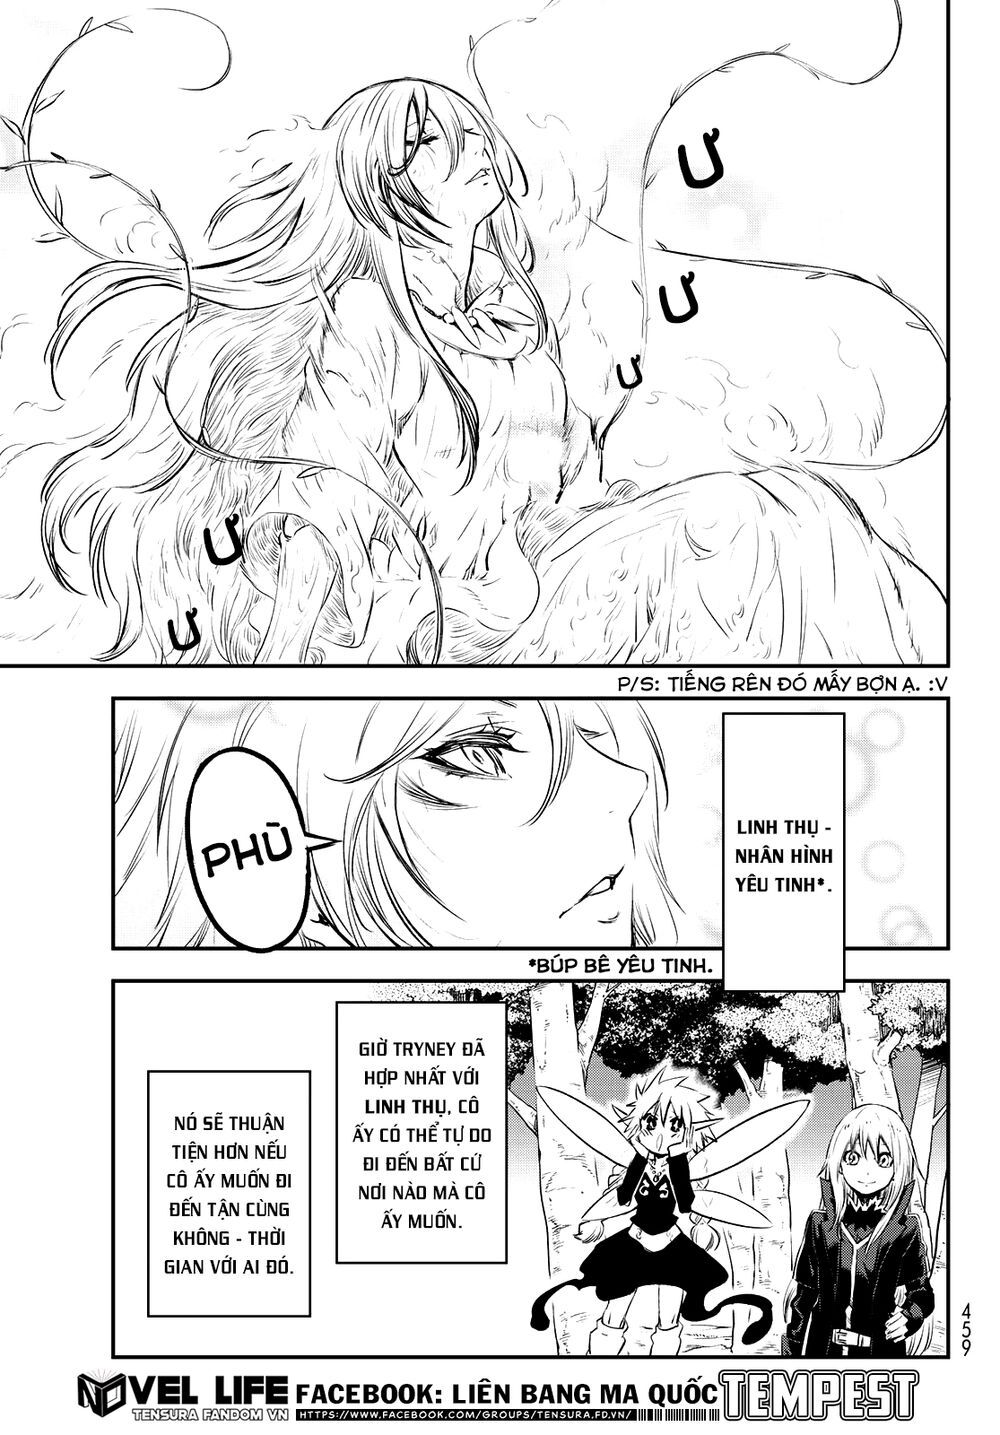 Ư
Ư
Ư
Ư
Ư
P/S: TIẾNG RÊN ĐÓ MẤY BỢN Ạ. :V
LINH THỤ -
NHÂN HÌNH
YÊU TINH*.
PHÙ
*BÚP BÊ YÊU TINH.
GIỜ TRYNEY ĐÃ
HỢP NHẤT VỚI
LINH THỤ, CÔ
ẤY CÓ THỂ TỰ DO
ĐI ĐẾN BẤT CỨ
NƠI NÀO MÀ CÔ
ẤY MUỐN.
NÓ SẼ THUẬN
TIỆN HƠN NẾU
CÔ ẤY MUỐN ĐI
ĐẾN TẬN CÙNG
KHÔNG - THỜI
GIAN VỚI AI ĐÓ.
459
NOVEL LIFE
TENSURA FANDOM VN
FACEBOOK: LIÊN BANG MA QUỐC TEMPEST
HTTPS://WWW.FACEBOOK.COM/GROUPS/TENSURA.FD.VN/